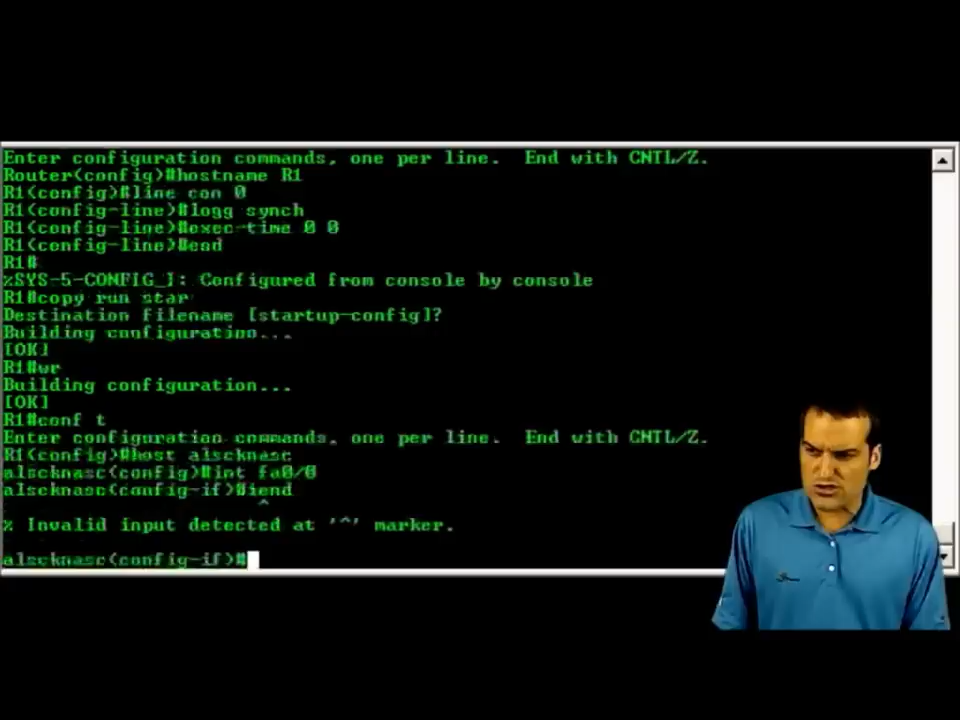 Enter configuration commands, one per line.  End with CNTL/Z.
Router(config)#hostname R1
R1(config)#line con 0
R1(config-line)#logg synch
R1(config-line)#exec-time 0 0
R1(config-line)#end
R1#
%SYS-5-CONFIG_I: Configured from console by console
R1#copy run star
Destination filename [startup-config]?
Building configuration...
[OK]
R1#wr
Building configuration...
[OK]
R1#conf t
Enter configuration commands, one per line.  End with CNTL/Z.
R1(config)#host alscknasc
alscknasc(config)#int fa0/0
alscknasc(config-if)#iend
^
% Invalid input detected at '^' marker.
alscknasc(config-if)#